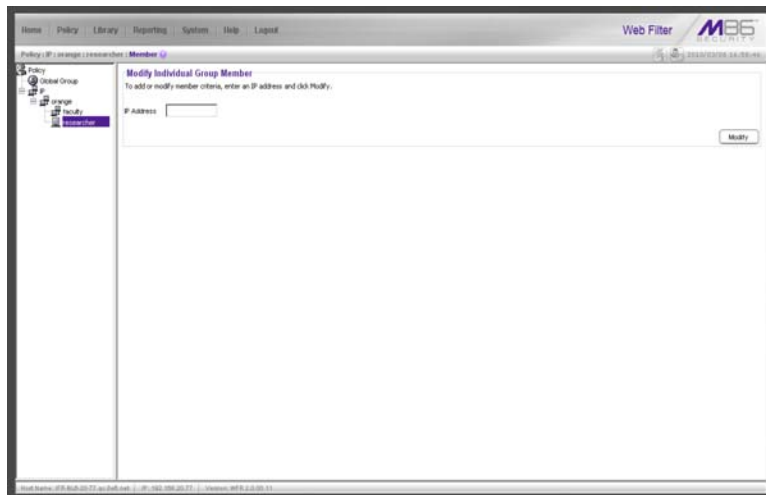 Home Policy Library Reporting System Help Logout
Web Filter
M86 SECURITY
Policy : IP : orange : researcher : Member
Policy
Global Group
IP
orange
faculty
researcher
Modify Individual Group Member
To add or modify member criteria, enter an IP address and click Modify.
IP Address
Modify